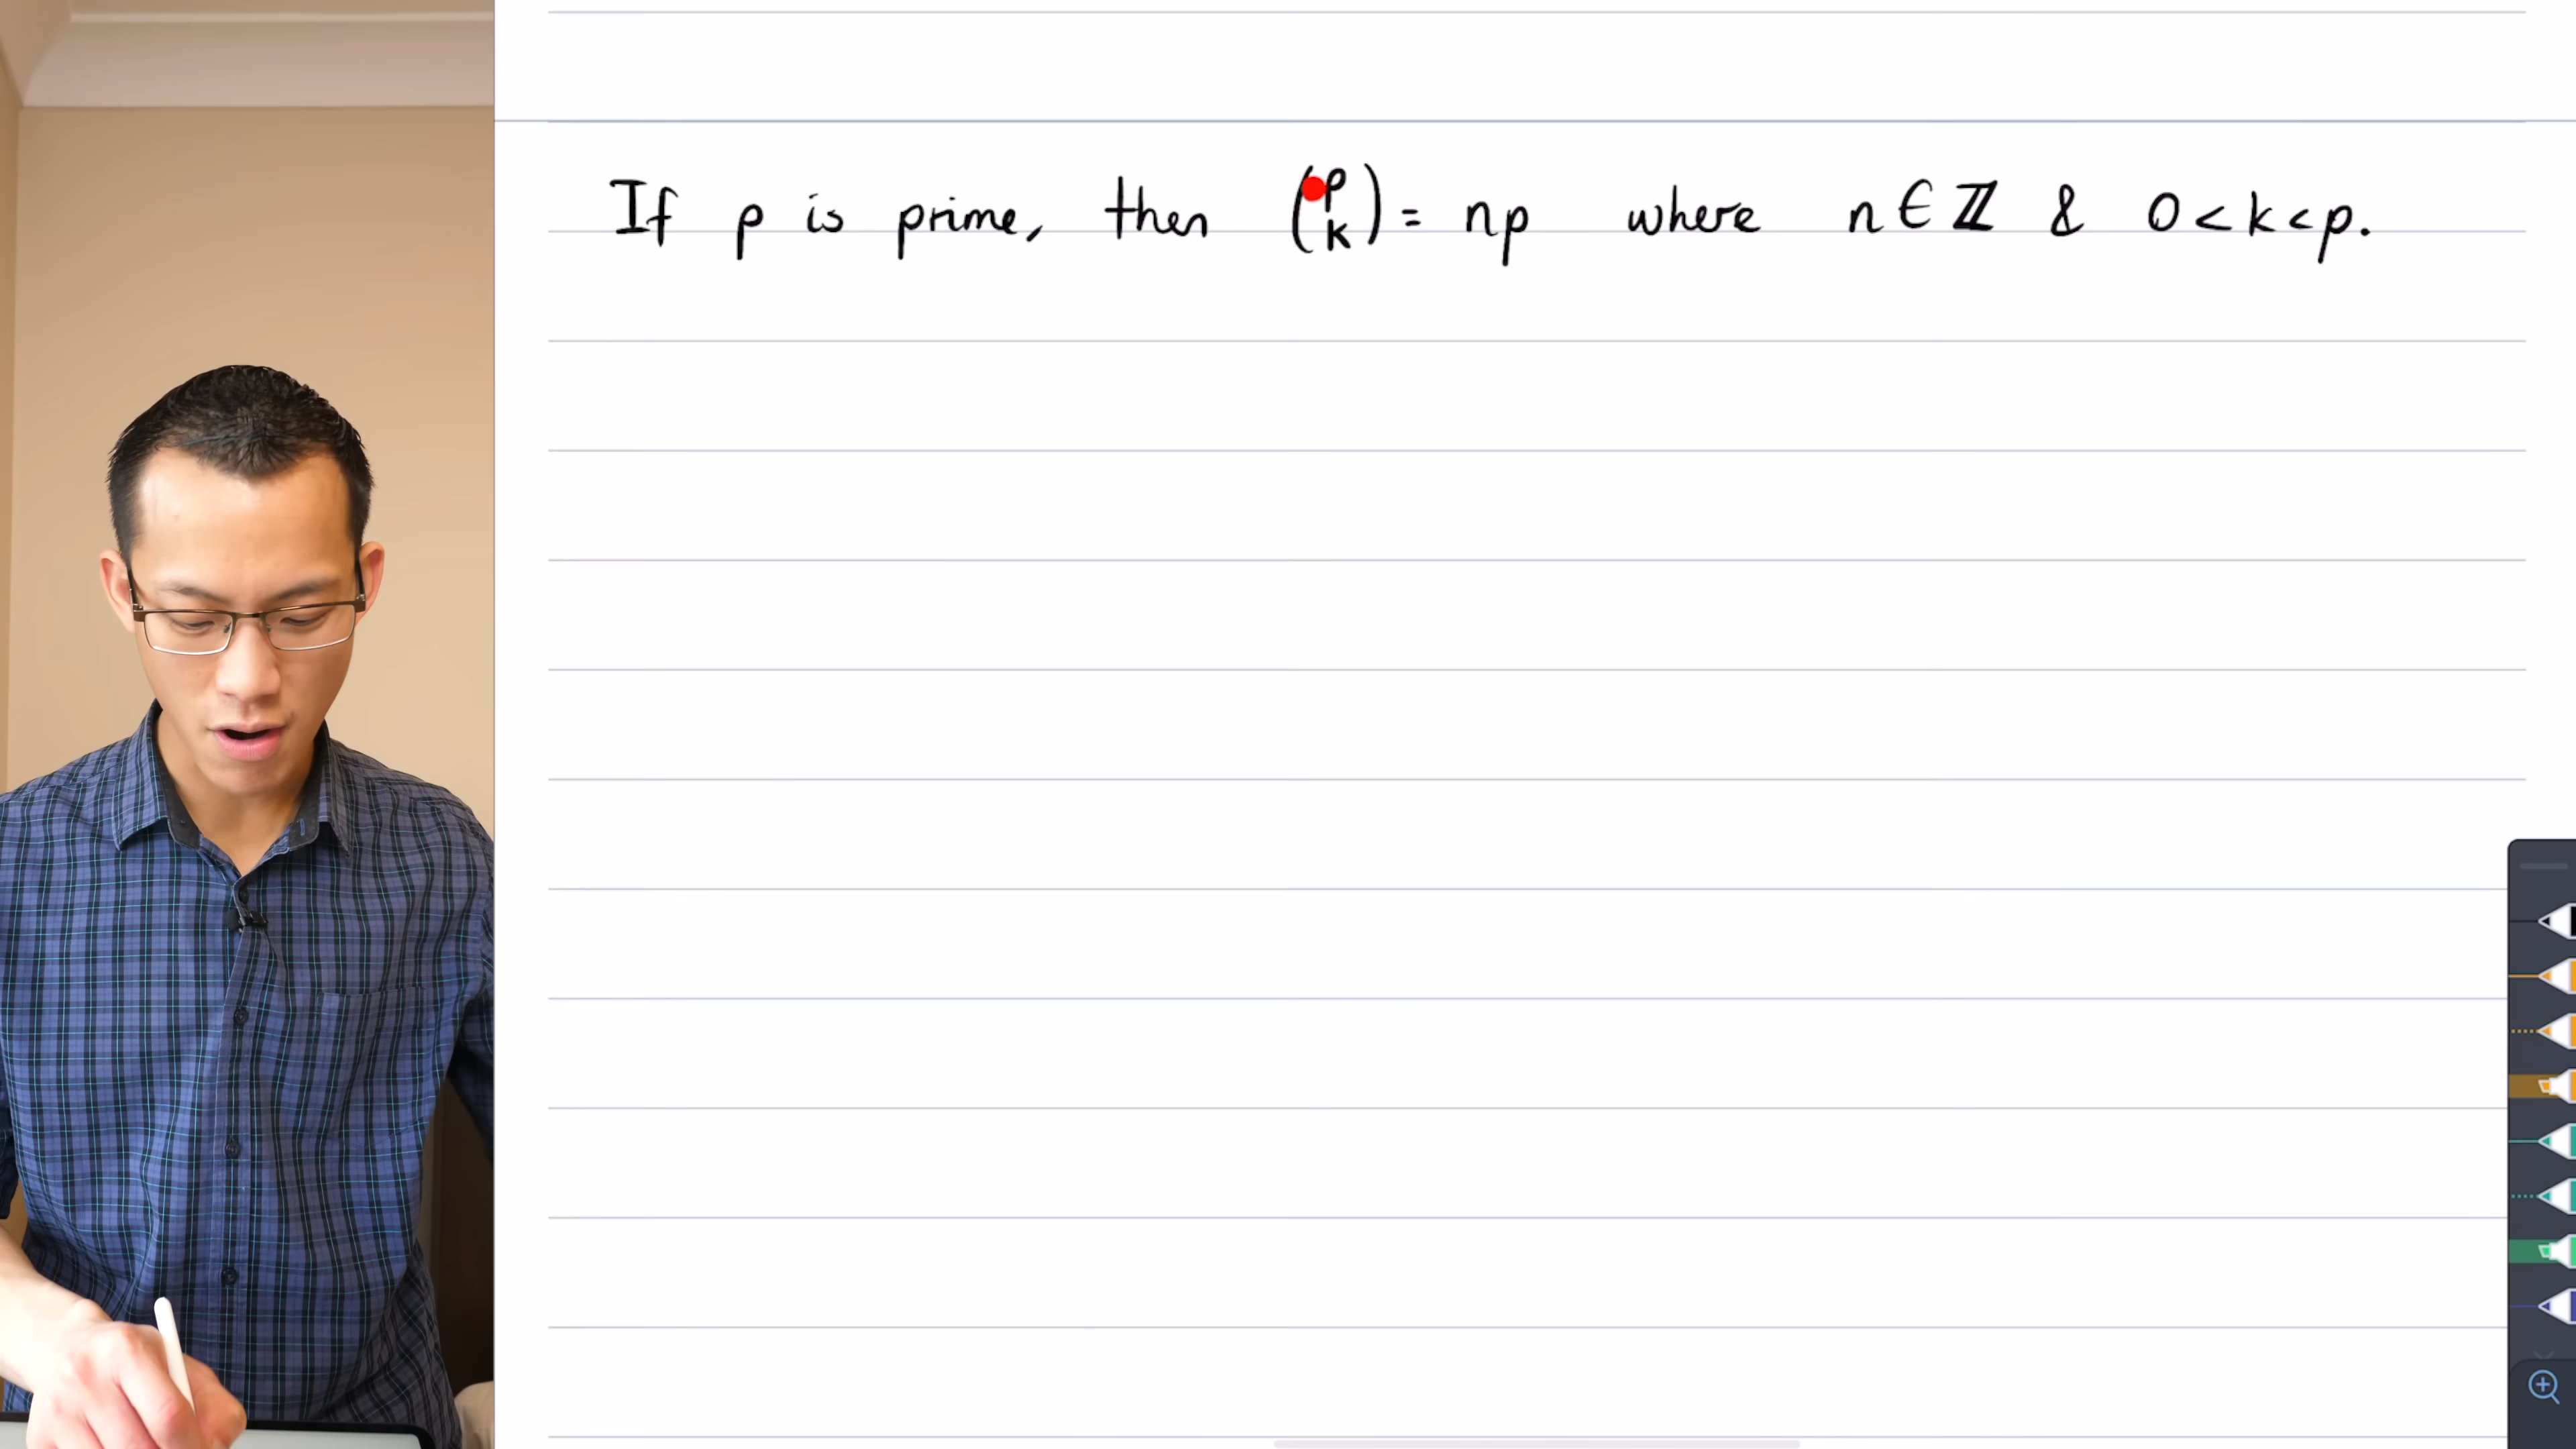 If p is prime, then (p k) = np where n ∈ ℤ & 0 < k < p.